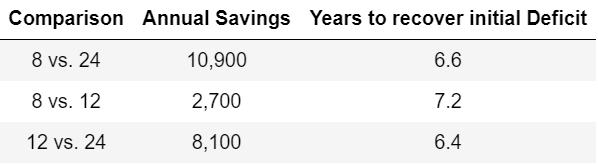 Comparison Annual Savings Years to recover initial Deficit
8 vs. 24 10,900 6.6
8 vs. 12 2,700 7.2
12 vs. 24 8,100 6.4